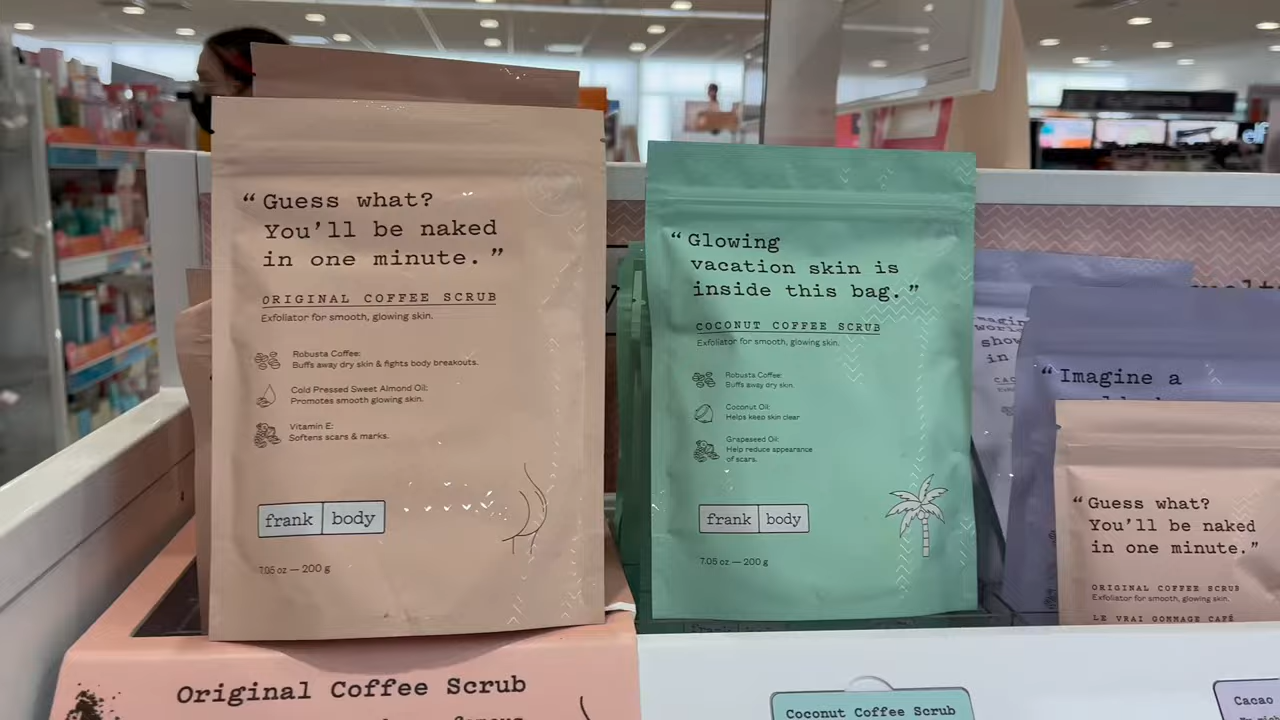 “ Guess what?
You’ll be naked
in one minute. ”
ORIGINAL COFFEE SCRUB
Exfoliator for smooth, glowing skin.
Robusta Coffee:
Buffs away dry skin & fights body breakouts.
Cold Pressed Sweet Almond Oil:
Promotes smooth glowing skin.
Vitamin E:
Softens scars & marks.
frank body
7.05 oz — 200 g
Original Coffee Scrub
“ Glowing
vacation skin is
inside this bag. ”
COCONUT COFFEE SCRUB
Exfoliator for smooth, glowing skin.
Robusta Coffee:
Buffs away dry skin.
Coconut Oil:
Helps keep skin clear
Grapeseed Oil:
Help reduce appearance
of scars.
frank body
7.05 oz — 200 g
Coconut Coffee Scrub
“ Imagine a
“ Guess what?
You’ll be naked
in one minute. ”
ORIGINAL COFFEE SCRUB
Exfoliator for smooth, glowing skin.
LE VRAI GOMMAGE CAFÉ
Cacao